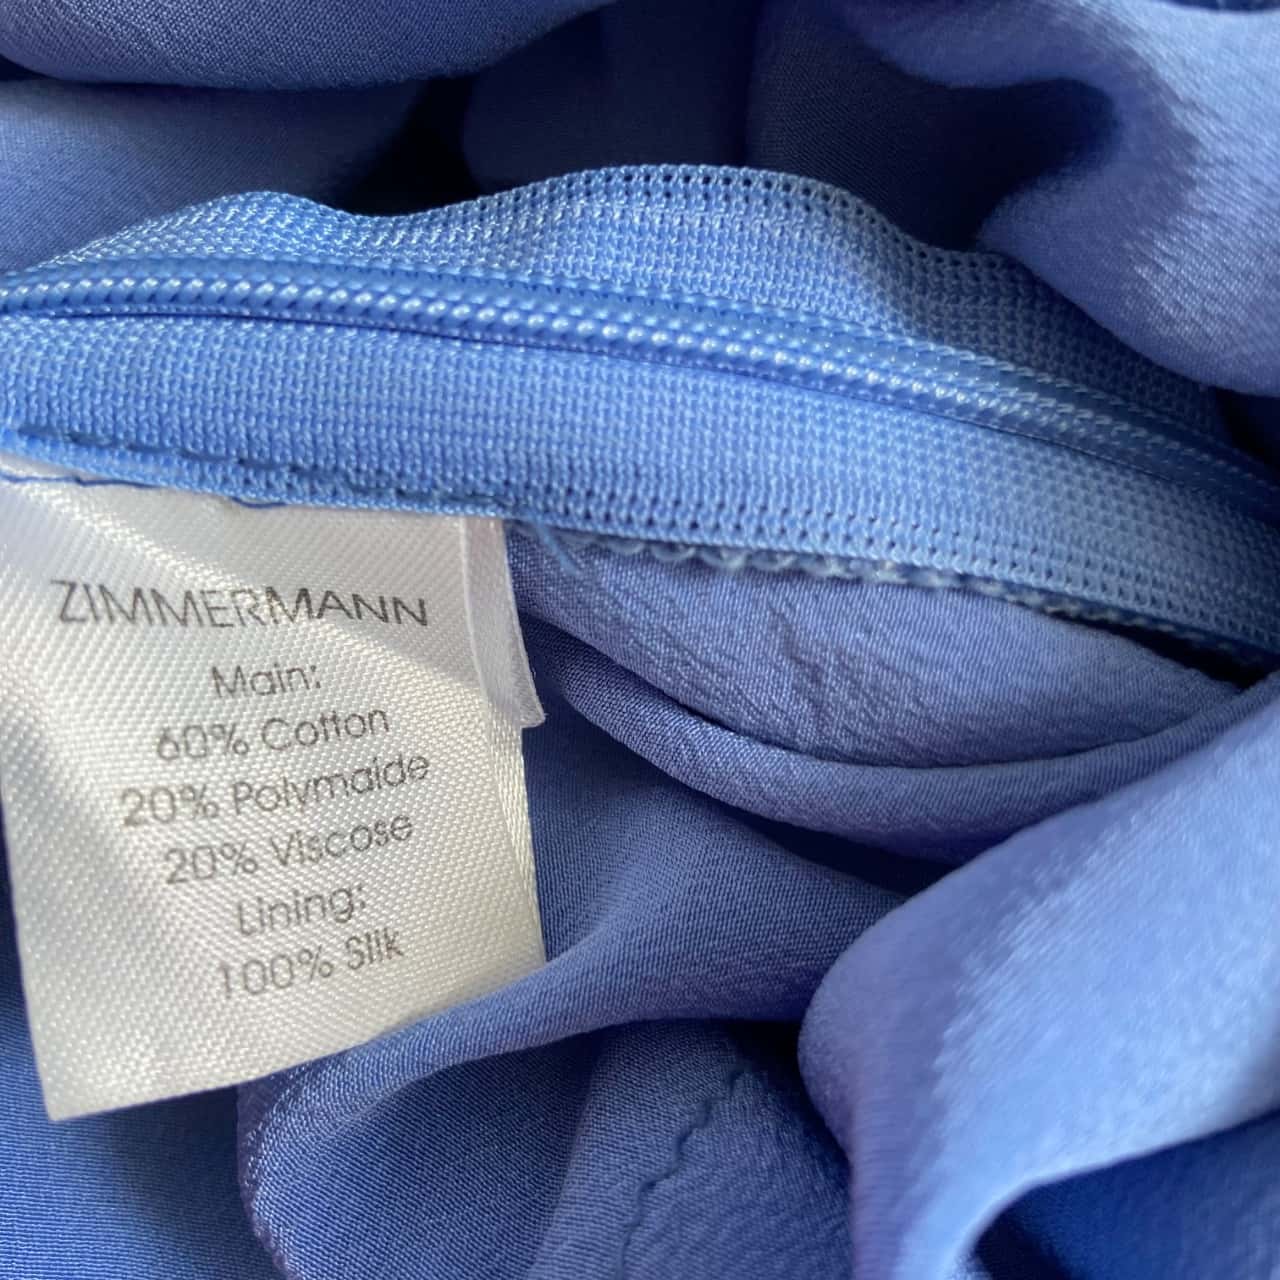 ZIMMERMANN
Main:
60% Cotton
20% Polymaide
20% Viscose
Lining:
100% Silk